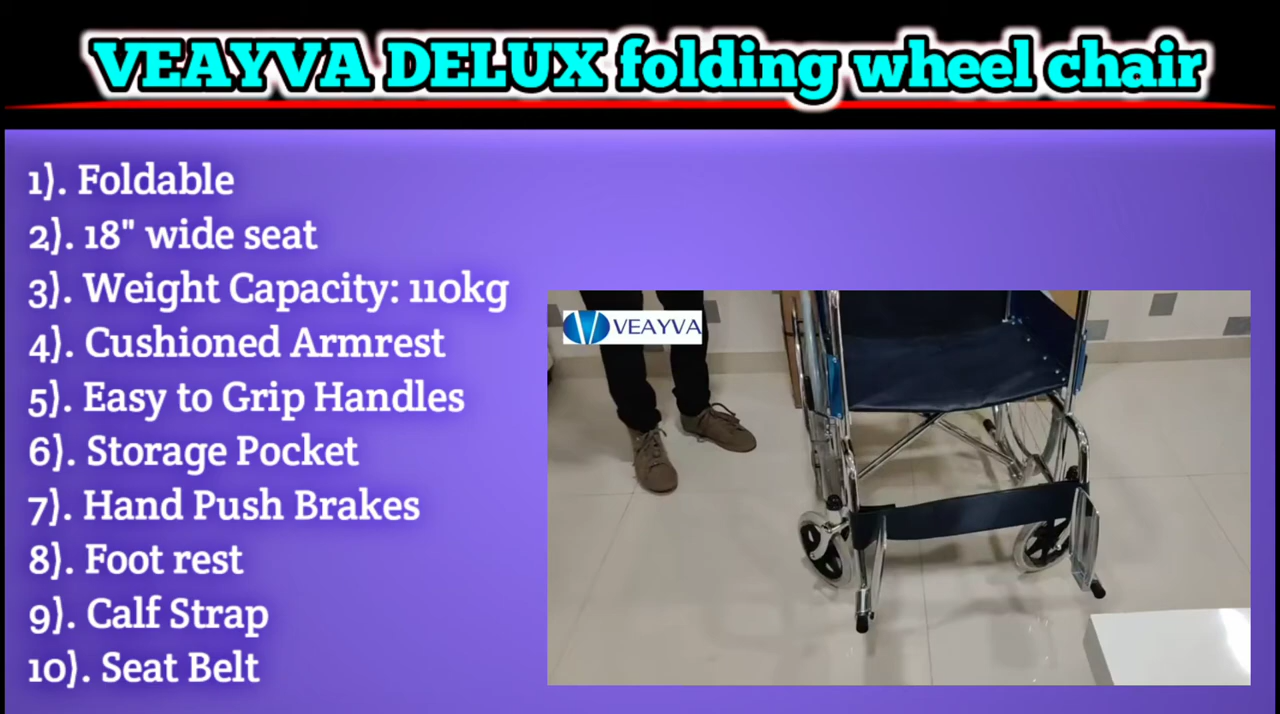 VEAYVA DELUX folding wheel chair
1). Foldable
2). 18" wide seat
3). Weight Capacity: 110kg
4). Cushioned Armrest
5). Easy to Grip Handles
6). Storage Pocket
7). Hand Push Brakes
8). Foot rest
9). Calf Strap
10). Seat Belt
VEAYVA